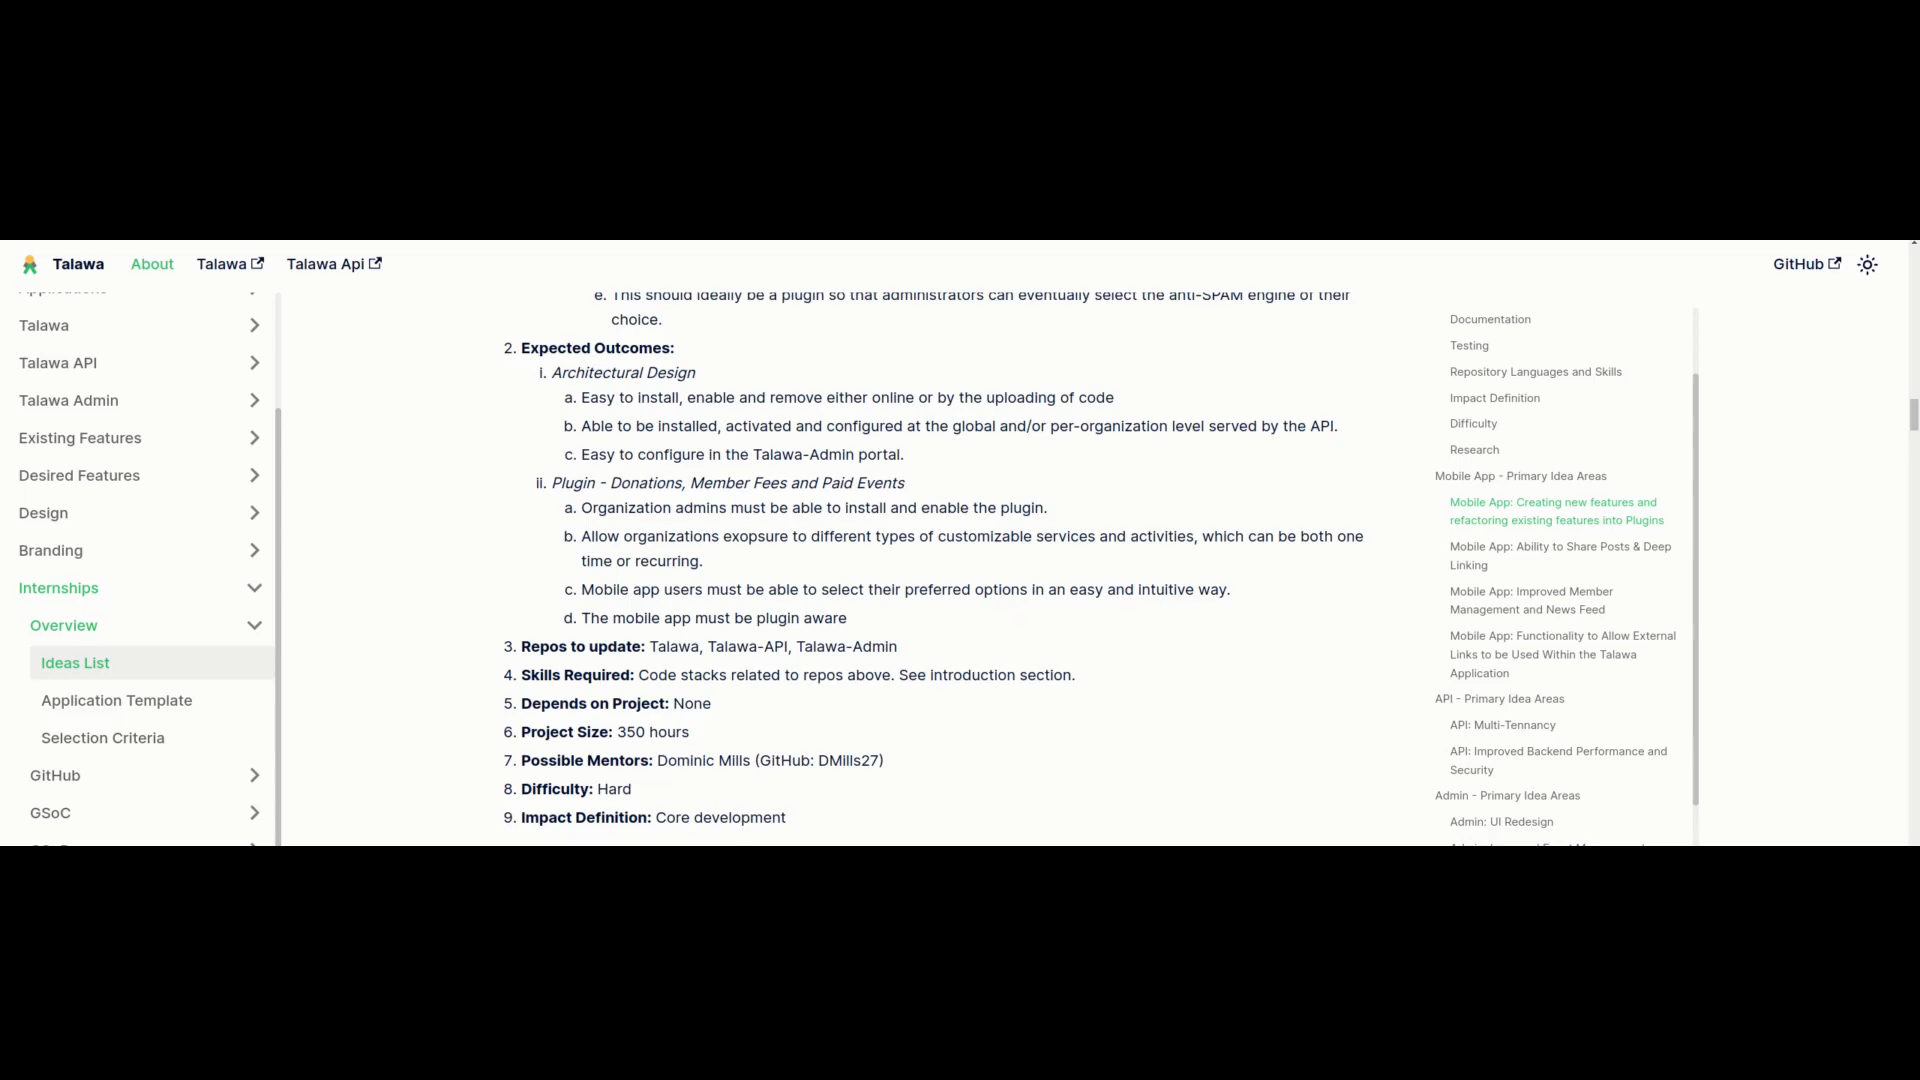 Talawa About Talawa Talawa Api GitHub
Applications
Talawa
Talawa API
Talawa Admin
Existing Features
Desired Features
Design
Branding
Internships
Overview
Ideas List
Application Template
Selection Criteria
GitHub
GSoC
e. This should ideally be a plugin so that administrators can eventually select the anti-SPAM engine of their
choice.
2. Expected Outcomes:
i. Architectural Design
a. Easy to install, enable and remove either online or by the uploading of code
b. Able to be installed, activated and configured at the global and/or per-organization level served by the API.
c. Easy to configure in the Talawa-Admin portal.
ii. Plugin - Donations, Member Fees and Paid Events
a. Organization admins must be able to install and enable the plugin.
b. Allow organizations exopsure to different types of customizable services and activities, which can be both one
time or recurring.
c. Mobile app users must be able to select their preferred options in an easy and intuitive way.
d. The mobile app must be plugin aware
3. Repos to update: Talawa, Talawa-API, Talawa-Admin
4. Skills Required: Code stacks related to repos above. See introduction section.
5. Depends on Project: None
6. Project Size: 350 hours
7. Possible Mentors: Dominic Mills (GitHub: DMills27)
8. Difficulty: Hard
9. Impact Definition: Core development
Documentation
Testing
Repository Languages and Skills
Impact Definition
Difficulty
Research
Mobile App - Primary Idea Areas
Mobile App: Creating new features and
refactoring existing features into Plugins
Mobile App: Ability to Share Posts & Deep
Linking
Mobile App: Improved Member
Management and News Feed
Mobile App: Functionality to Allow External
Links to be Used Within the Talawa
Application
API - Primary Idea Areas
API: Multi-Tennancy
API: Improved Backend Performance and
Security
Admin - Primary Idea Areas
Admin: UI Redesign